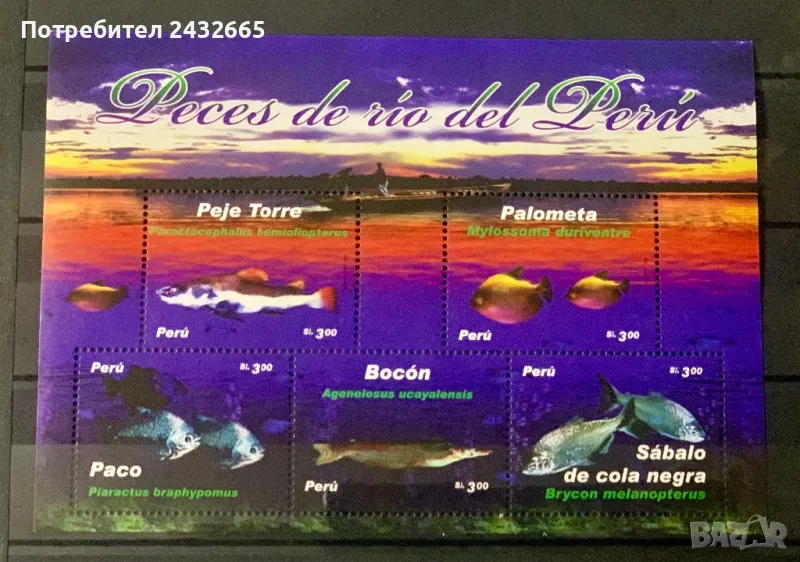 Потребител 2432665
Peces de río del Perú
Peje Torre
Paractocephalus hemioliopterus
Perú
S/. 3.00
Palometa
Mylossoma duriventre
Perú
S/. 3.00
Perú
S/. 3.00
Paco
Piaractus braphypomus
Bocón
Ageneiosus ucayalensis
Perú
S/. 3.00
Perú
S/. 3.00
Sábalo
de cola negra
Brycon melanopterus
BAZAR